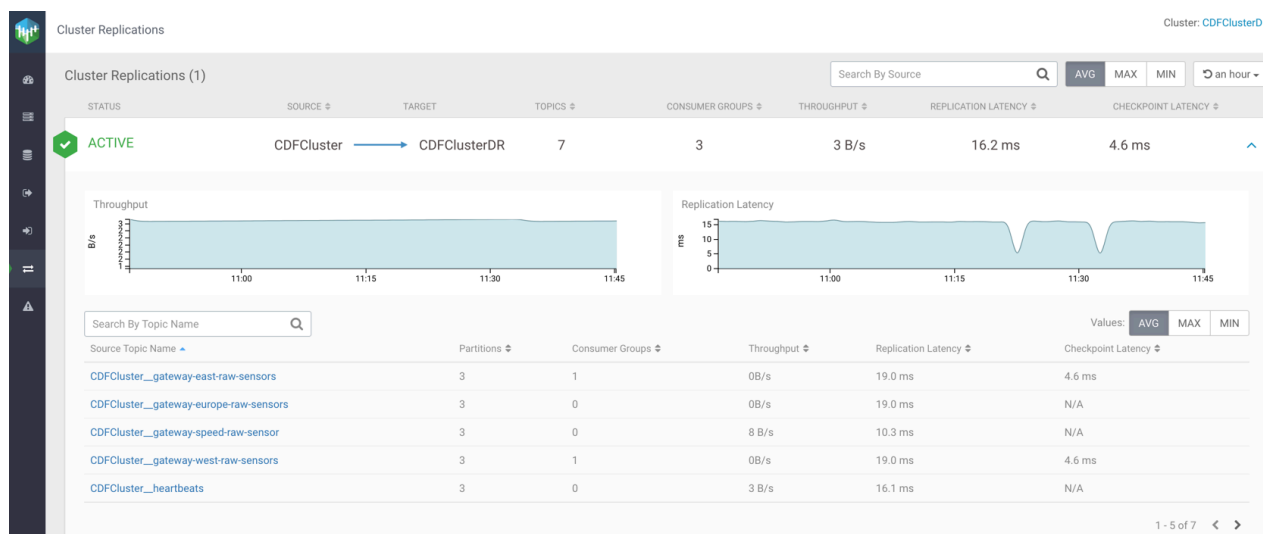 Cluster Replications
Cluster: CDFClusterD
Cluster Replications (1)
Search By Source
AVG MAX MIN
an hour
STATUS SOURCE TARGET TOPICS CONSUMER GROUPS THROUGHPUT REPLICATION LATENCY CHECKPOINT LATENCY
ACTIVE CDFCluster CDFClusterDR 7 3 3 B/s 16.2 ms 4.6 ms
Throughput
B/s
3
3
2
2
2
2
1
11:00 11:15 11:30 11:45
Replication Latency
ms
15
10
5
0
11:00 11:15 11:30 11:45
Search By Topic Name
Values: AVG MAX MIN
Source Topic Name Partitions Consumer Groups Throughput Replication Latency Checkpoint Latency
CDFCluster__gateway-east-raw-sensors 3 1 0B/s 19.0 ms 4.6 ms
CDFCluster__gateway-europe-raw-sensors 3 0 0B/s 19.0 ms N/A
CDFCluster__gateway-speed-raw-sensor 3 0 8 B/s 10.3 ms N/A
CDFCluster__gateway-west-raw-sensors 3 1 0B/s 19.0 ms 4.6 ms
CDFCluster__heartbeats 3 0 3 B/s 16.1 ms N/A
1 - 5 of 7